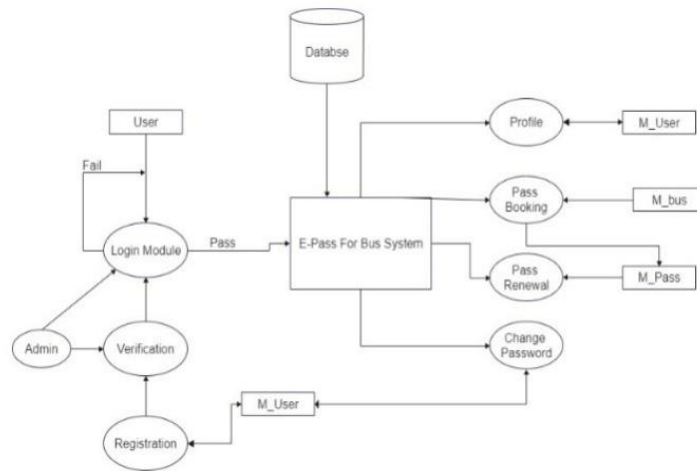 Databse
User
Profile
M_User
Fail
Pass
Booking
M_bus
Login Module
Pass
E-Pass For Bus System
Pass
Renewal
M_Pass
Admin
Verification
Change
Password
M_User
Registration